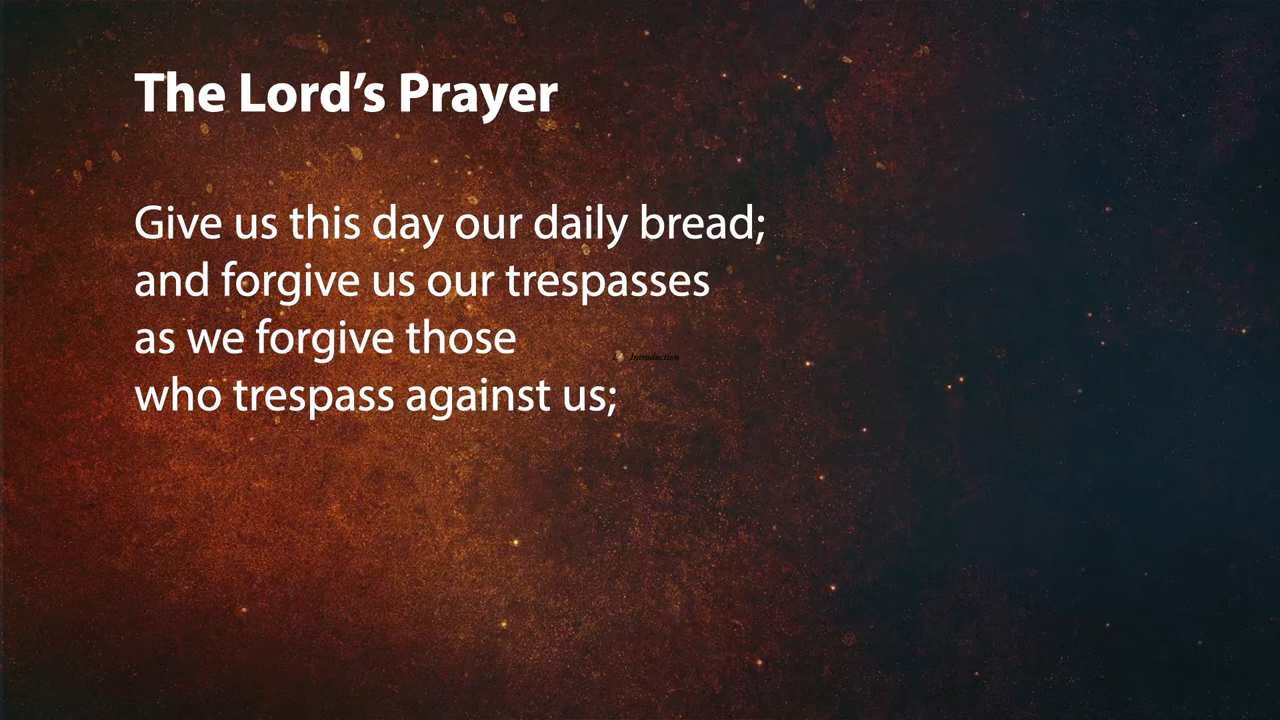 The Lord’s Prayer
Give us this day our daily bread;
and forgive us our trespasses
as we forgive those
Introduction
who trespass against us;